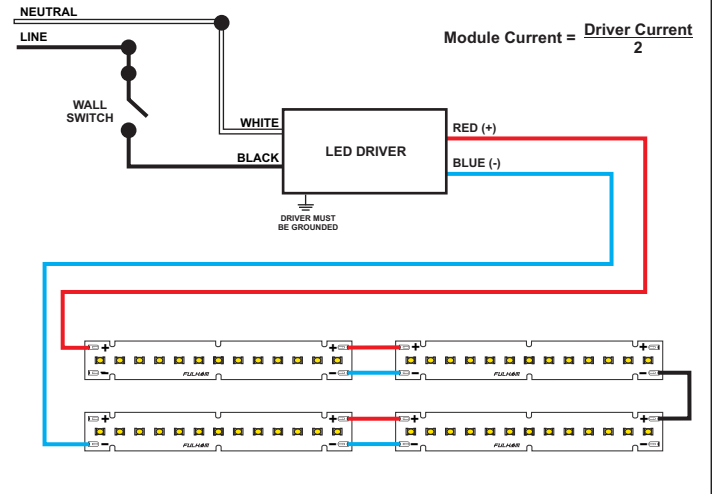 NEUTRAL
LINE
Module Current = Driver Current
2
WALL
SWITCH
WHITE
BLACK
LED DRIVER
RED (+)
BLUE (-)
DRIVER MUST
BE GROUNDED
+ + + +
- - - -
FULHAM FULHAM
+ + + +
- - - -
FULHAM FULHAM